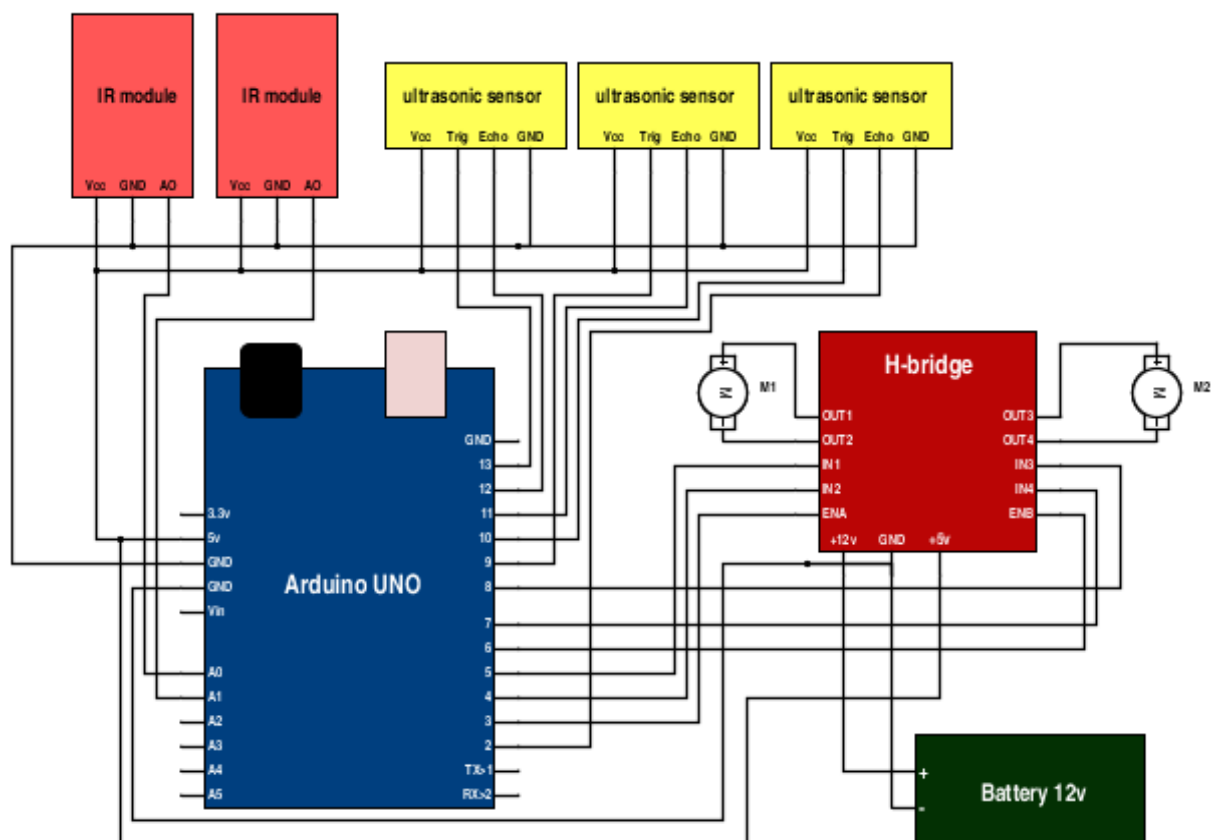 IR module
IR module
ultrasonic sensor
ultrasonic sensor
ultrasonic sensor
Vcc Trig Echo GND
Vcc Trig Echo GND
Vcc Trig Echo GND
Vcc GND AO
Vcc GND AO
H-bridge
M
M1
M
M2
OUT1
OUT2
IN1
IN2
ENA
OUT3
OUT4
IN3
IN4
ENB
+12v GND +5v
Arduino UNO
3.3v
5v
GND
GND
Vin
A0
A1
A2
A3
A4
A5
GND
13
12
11
10
9
8
7
6
5
4
3
2
TX>1
RX>2
+
-
Battery 12v